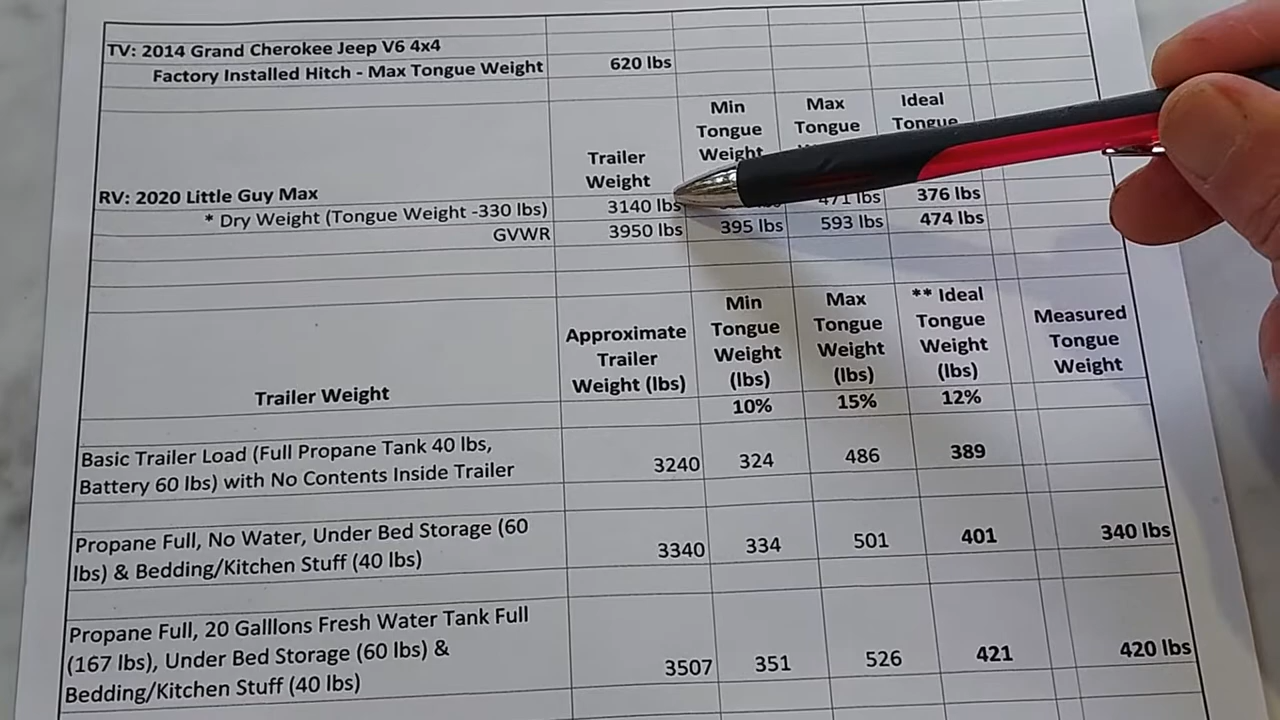 TV: 2014 Grand Cherokee Jeep V6 4x4
Factory Installed Hitch - Max Tongue Weight 620 lbs
Min Tongue Weight
Max Tongue
Ideal Tongue
Trailer Weight
RV: 2020 Little Guy Max
* Dry Weight (Tongue Weight -330 lbs) 3140 lbs 471 lbs 376 lbs
GVWR 3950 lbs 395 lbs 593 lbs 474 lbs
Trailer Weight
Approximate Trailer Weight (lbs)
Min Tongue Weight (lbs) 10%
Max Tongue Weight (lbs) 15%
** Ideal Tongue Weight (lbs) 12%
Measured Tongue Weight
Basic Trailer Load (Full Propane Tank 40 lbs,
Battery 60 lbs) with No Contents Inside Trailer 3240 324 486 389
Propane Full, No Water, Under Bed Storage (60
lbs) & Bedding/Kitchen Stuff (40 lbs) 3340 334 501 401 340 lbs
Propane Full, 20 Galllons Fresh Water Tank Full
(167 lbs), Under Bed Storage (60 lbs) &
Bedding/Kitchen Stuff (40 lbs) 3507 351 526 421 420 lbs